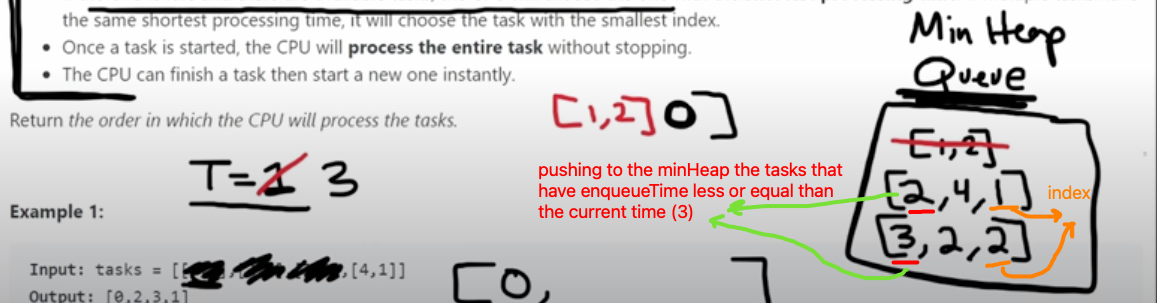 the same shortest processing time, it will choose the task with the smallest index.
• Once a task is started, the CPU will process the entire task without stopping.
• The CPU can finish a task then start a new one instantly.
Return the order in which the CPU will process the tasks.
Min Heap
Queue
[1,2] 0]
[1,2]
T=1 3
pushing to the minHeap the tasks that
have enqueueTime less or equal than
the current time (3)
[2,4,1]
index
[3,2,2]
Example 1:
Input: tasks = [[ ,[4,1]]
Output: [0,2,3,1]
[0, ]